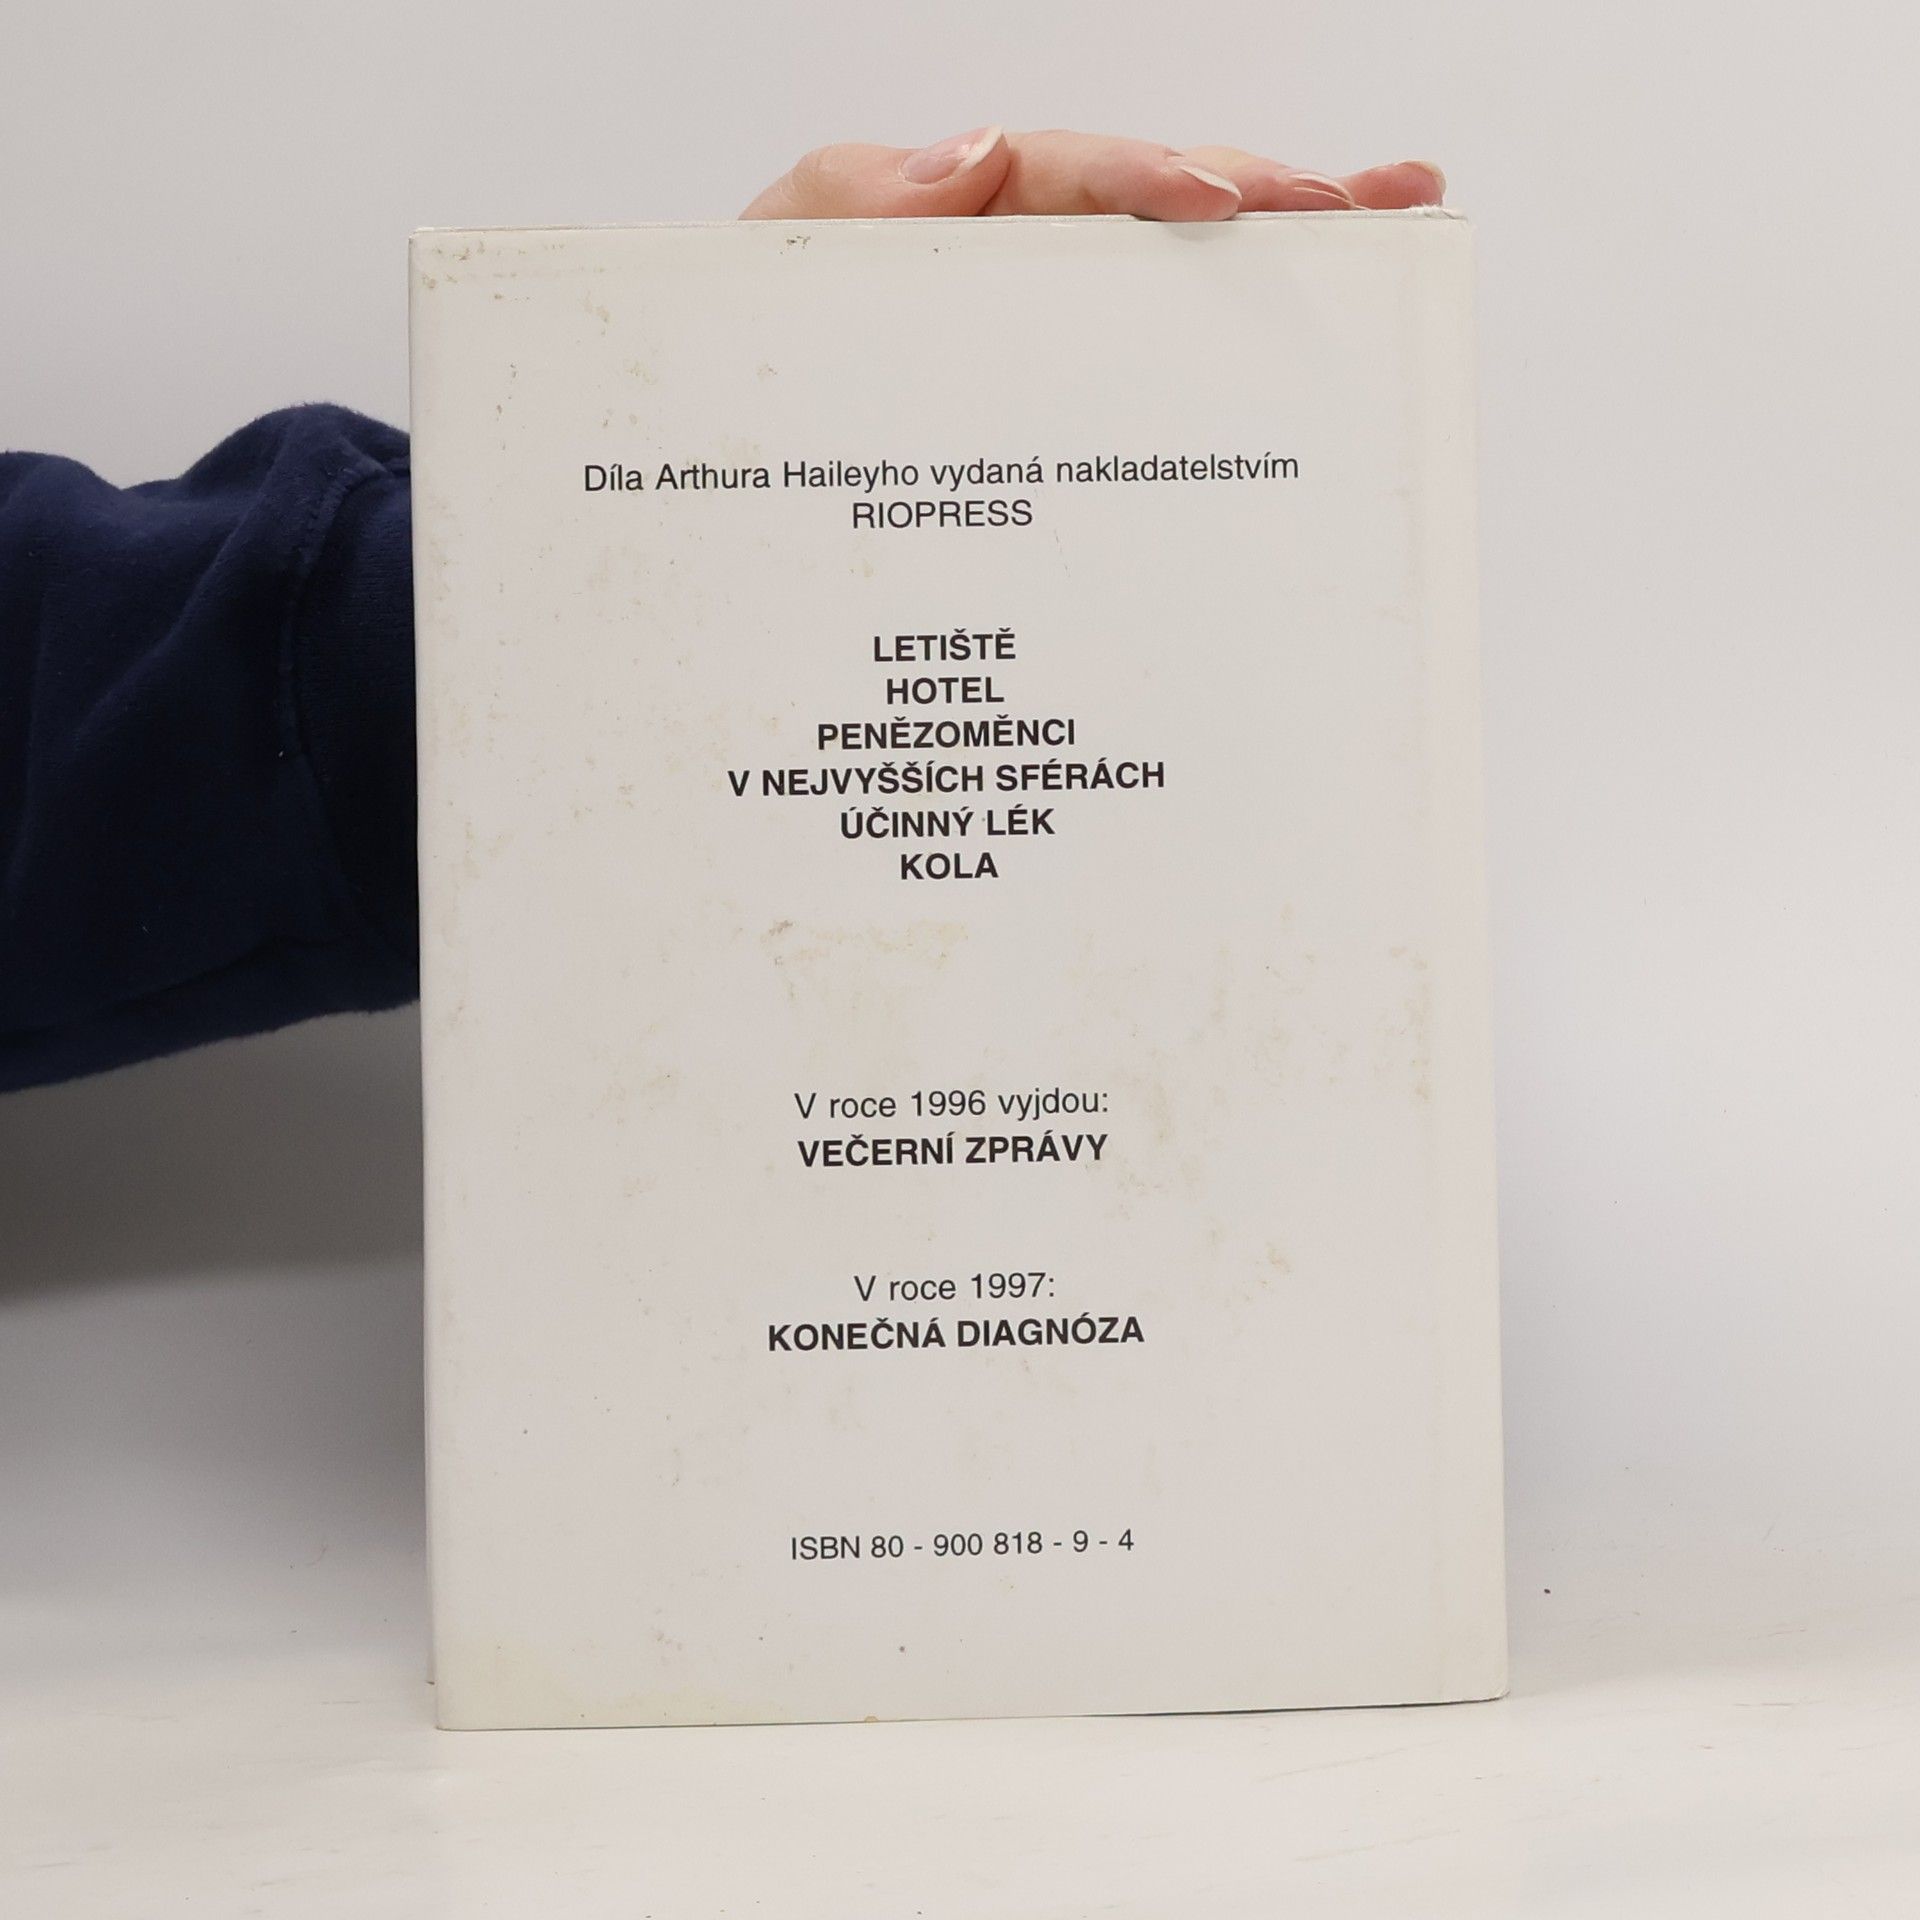 Díla Arthura Haileyho vydaná nakladatelstvím
RIOPRESS
LETIŠTĚ
HOTEL
PENĚZOMĚNCI
V NEJVYŠŠÍCH SFÉRÁCH
ÚČINNÝ LÉK
KOLA
V roce 1996 vyjdou:
VEČERNÍ ZPRÁVY
V roce 1997:
KONEČNÁ DIAGNÓZA
ISBN 80 - 900 818 - 9 - 4